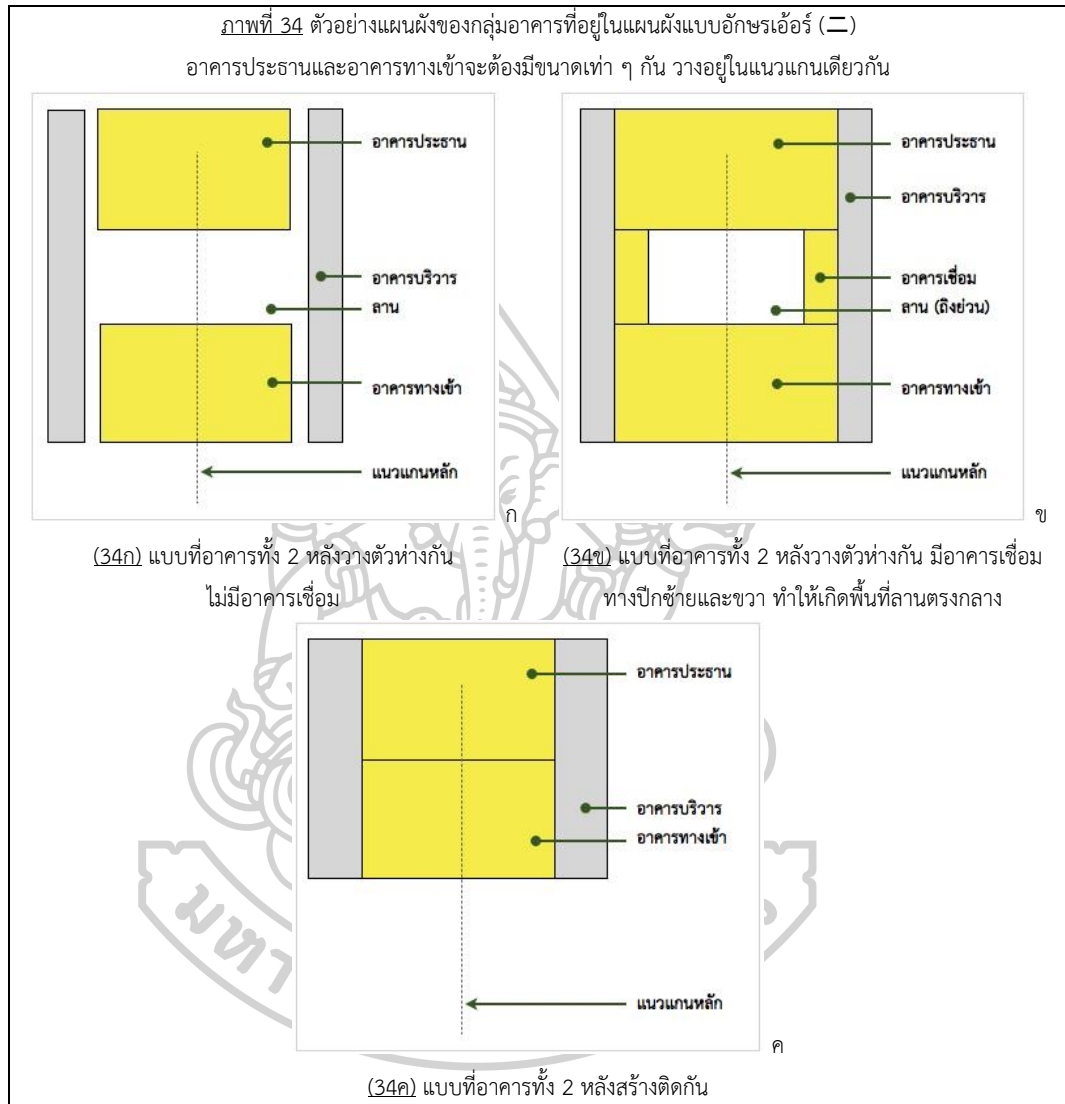 ภาพที่ 34 ตัวอย่างแผนผังของกลุ่มอาคารที่อยู่ในแผนผังแบบอักษรเอ้อร์ (二)
อาคารประธานและอาคารทางเข้าจะต้องมีขนาดเท่า ๆ กัน วางอยู่ในแนวแกนเดียวกัน
อาคารประธาน
อาคารบริวาร
ลาน
อาคารทางเข้า
แนวแกนหลัก
ก
อาคารประธาน
อาคารบริวาร
อาคารเชื่อม
ลาน (ถิงย่วน)
อาคารทางเข้า
แนวแกนหลัก
ข
(34ก) แบบที่อาคารทั้ง 2 หลังวางตัวห่างกัน
ไม่มีอาคารเชื่อม
(34ข) แบบที่อาคารทั้ง 2 หลังวางตัวห่างกัน มีอาคารเชื่อม
ทางปีกซ้ายและขวา ทำให้เกิดพื้นที่ลานตรงกลาง
อาคารประธาน
อาคารบริวาร
อาคารทางเข้า
แนวแกนหลัก
ค
(34ค) แบบที่อาคารทั้ง 2 หลังสร้างติดกัน